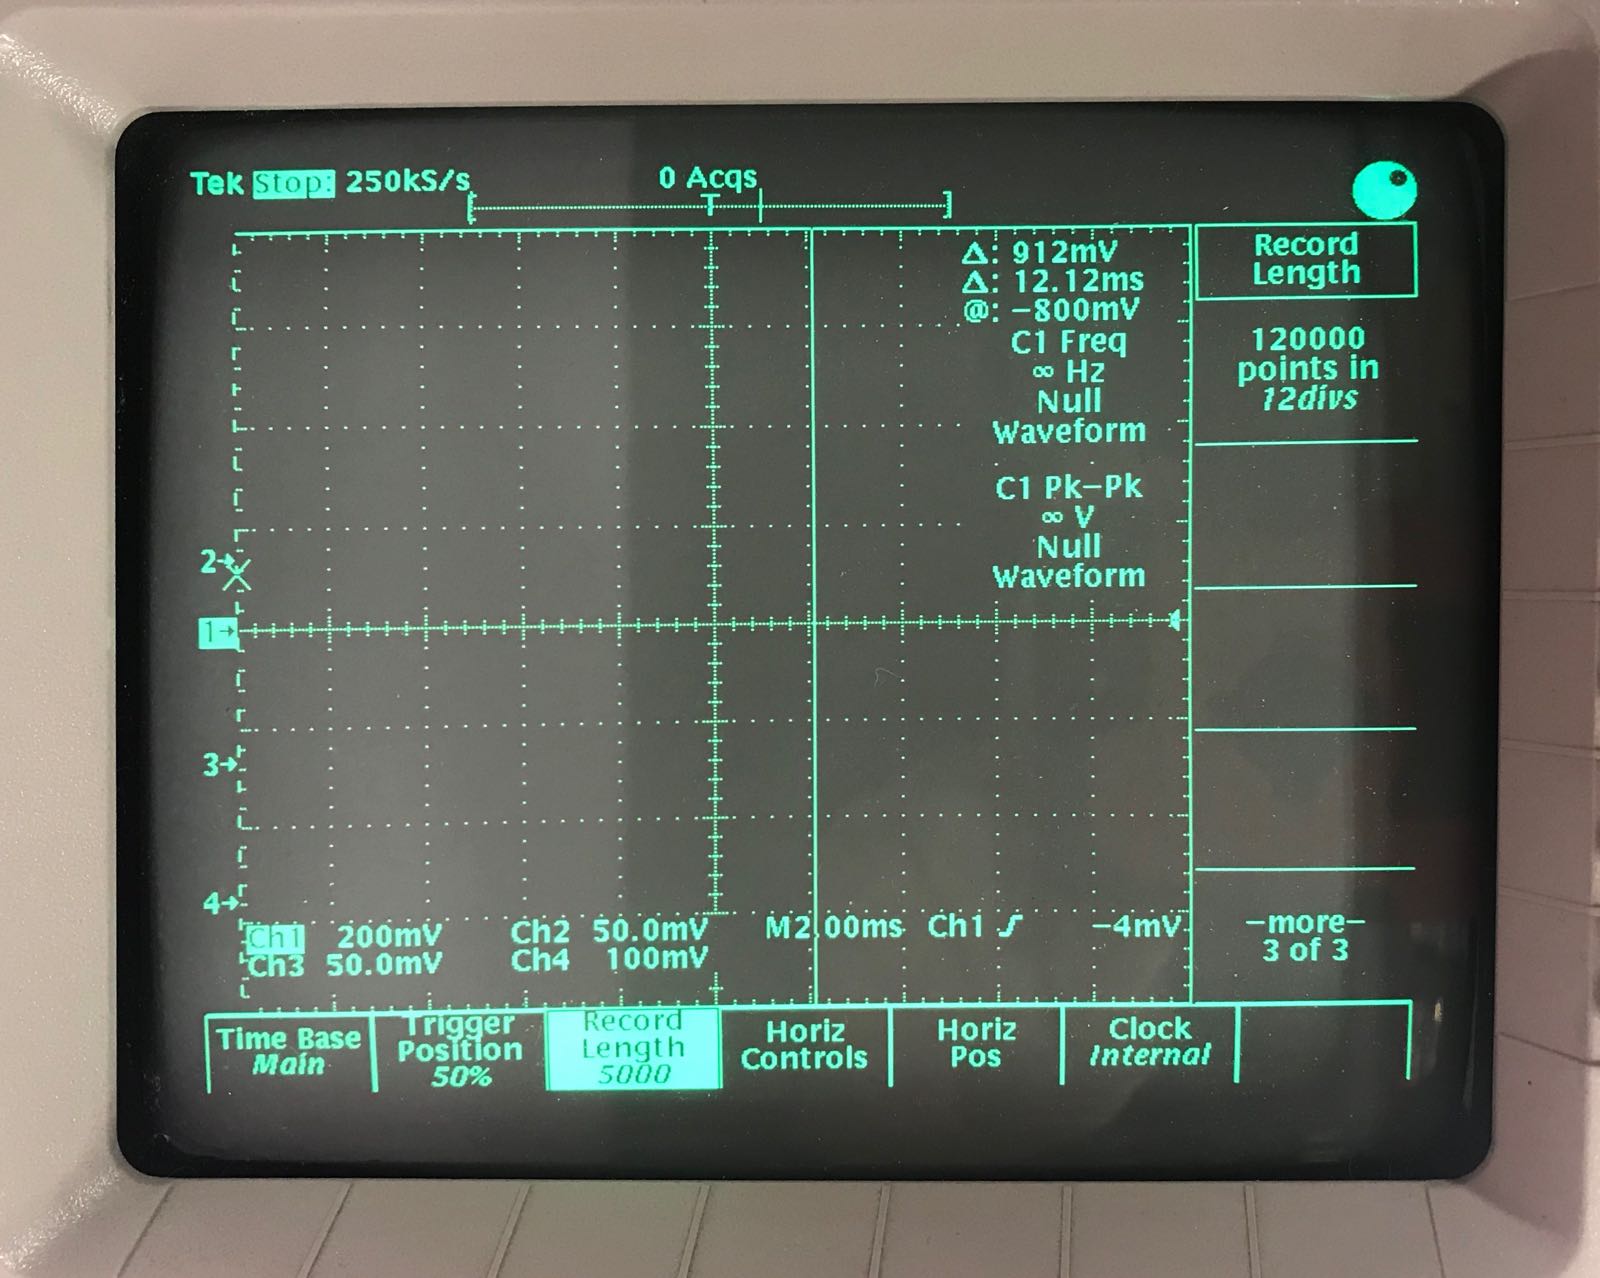 Tek Stop: 250kS/s
0 Acqs
T
Δ: 912mV
Δ: 12.12ms
@: −800mV
C1 Freq
∞ Hz
Null
Waveform
C1 Pk−Pk
∞ V
Null
Waveform
2→
1→
3→
4→
Ch1 200mV Ch2 50.0mV M2.00ms Ch1 −4mV
Ch3 50.0mV Ch4 100mV
Record
Length
120000
points in
12divs
−more−
3 of 3
Time Base
Main
Trigger
Position
50%
Record
Length
5000
Horiz
Controls
Horiz
Pos
Clock
Internal